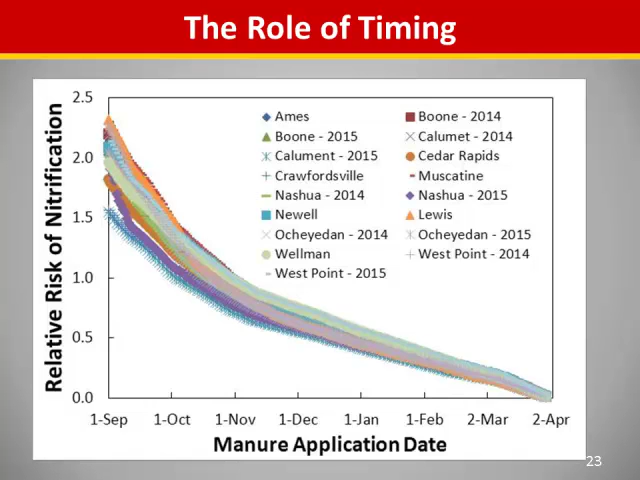 The Role of Timing
Relative Risk of Nitrification
2.5
2.0
1.5
1.0
0.5
0.0
Ames
Boone - 2014
Boone - 2015
Calumet - 2014
Calument - 2015
Cedar Rapids
Crawfordsville
Muscatine
Nashua - 2014
Nashua - 2015
Newell
Lewis
Ocheyedan - 2014
Ocheyedan - 2015
Wellman
West Point - 2014
West Point - 2015
1-Sep 1-Oct 1-Nov 1-Dec 1-Jan 1-Feb 2-Mar 2-Apr
Manure Application Date
23